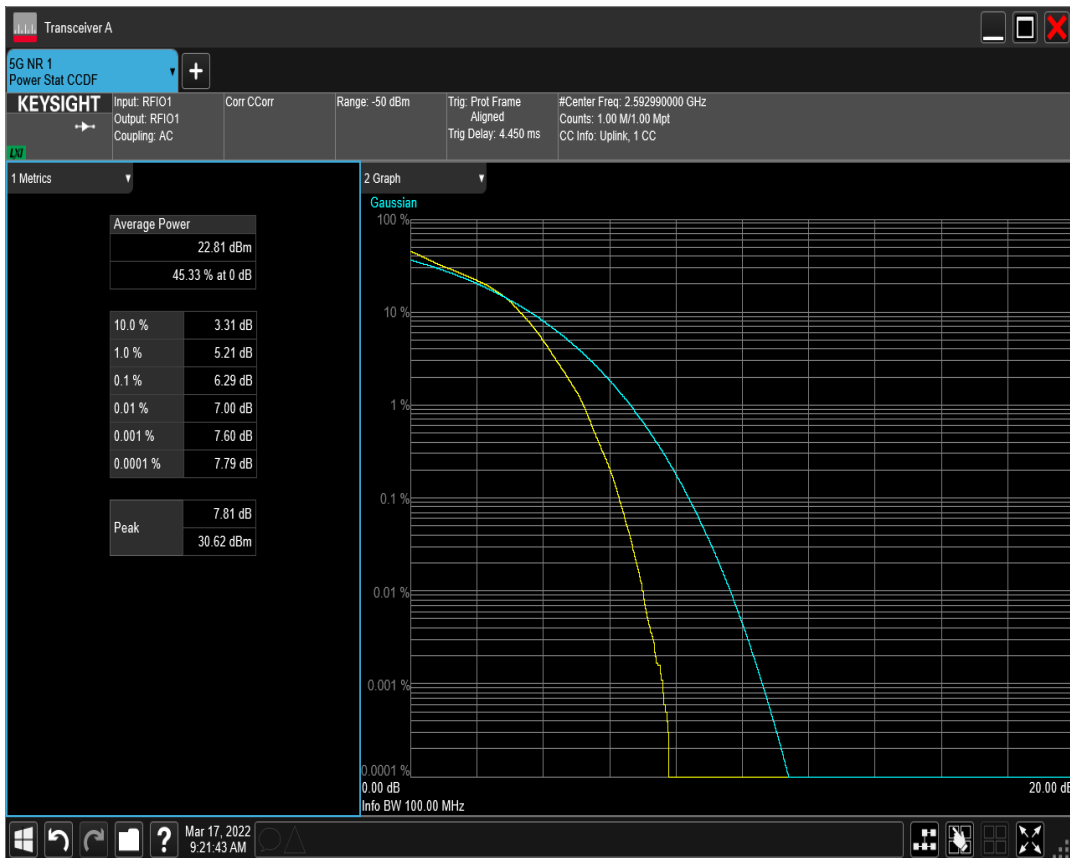 Transceiver A
5G NR 1
Power Stat CCDF
+
KEYSIGHT
LXI
Input: RFIO1
Output: RFIO1
Coupling: AC
Corr CCorr
Range: -50 dBm
Trig: Prot Frame
Aligned
Trig Delay: 4.450 ms
#Center Freq: 2.592990000 GHz
Counts: 1.00 M/1.00 Mpt
CC Info: Uplink, 1 CC
1 Metrics
Average Power
22.81 dBm
45.33 % at 0 dB
10.0 % 3.31 dB
1.0 % 5.21 dB
0.1 % 6.29 dB
0.01 % 7.00 dB
0.001 % 7.60 dB
0.0001 % 7.79 dB
Peak
7.81 dB
30.62 dBm
2 Graph
Gaussian
100 %
10 %
1 %
0.1 %
0.01 %
0.001 %
0.0001 %
0.00 dB
20.00 dB
Info BW 100.00 MHz
?
Mar 17, 2022
9:21:43 AM